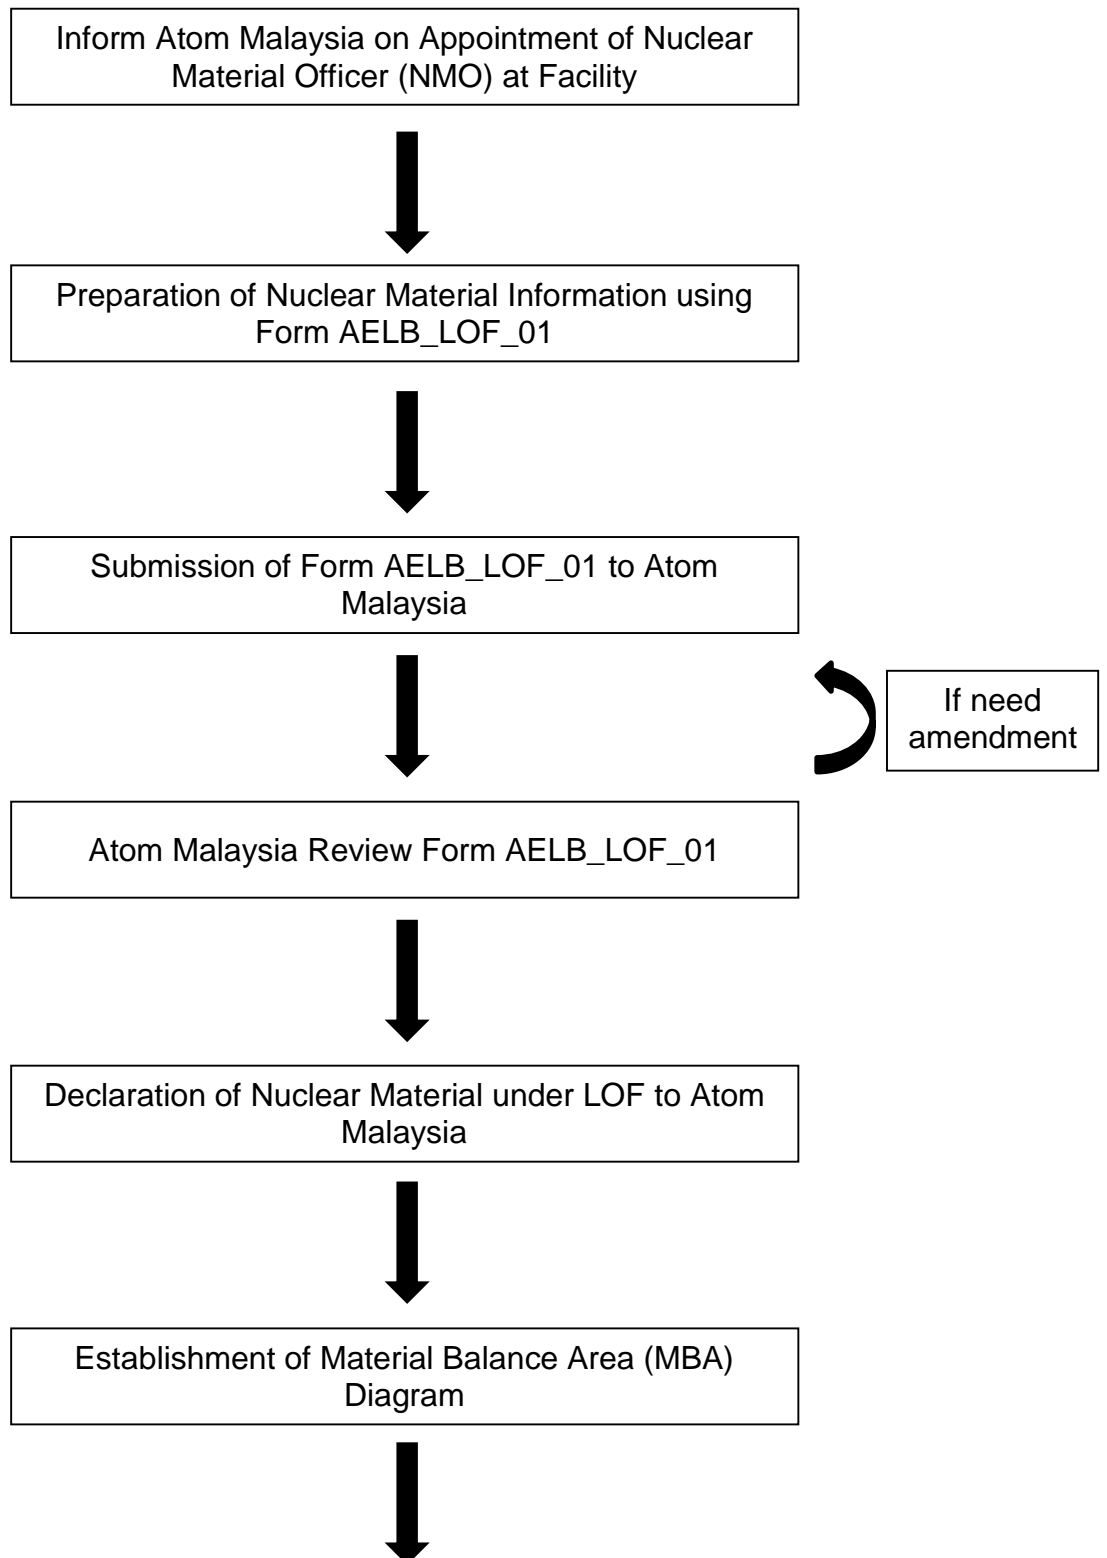 Inform Atom Malaysia on Appointment of Nuclear
Material Officer (NMO) at Facility
Preparation of Nuclear Material Information using
Form AELB_LOF_01
Submission of Form AELB_LOF_01 to Atom
Malaysia
If need
amendment
Atom Malaysia Review Form AELB_LOF_01
Declaration of Nuclear Material under LOF to Atom
Malaysia
Establishment of Material Balance Area (MBA)
Diagram